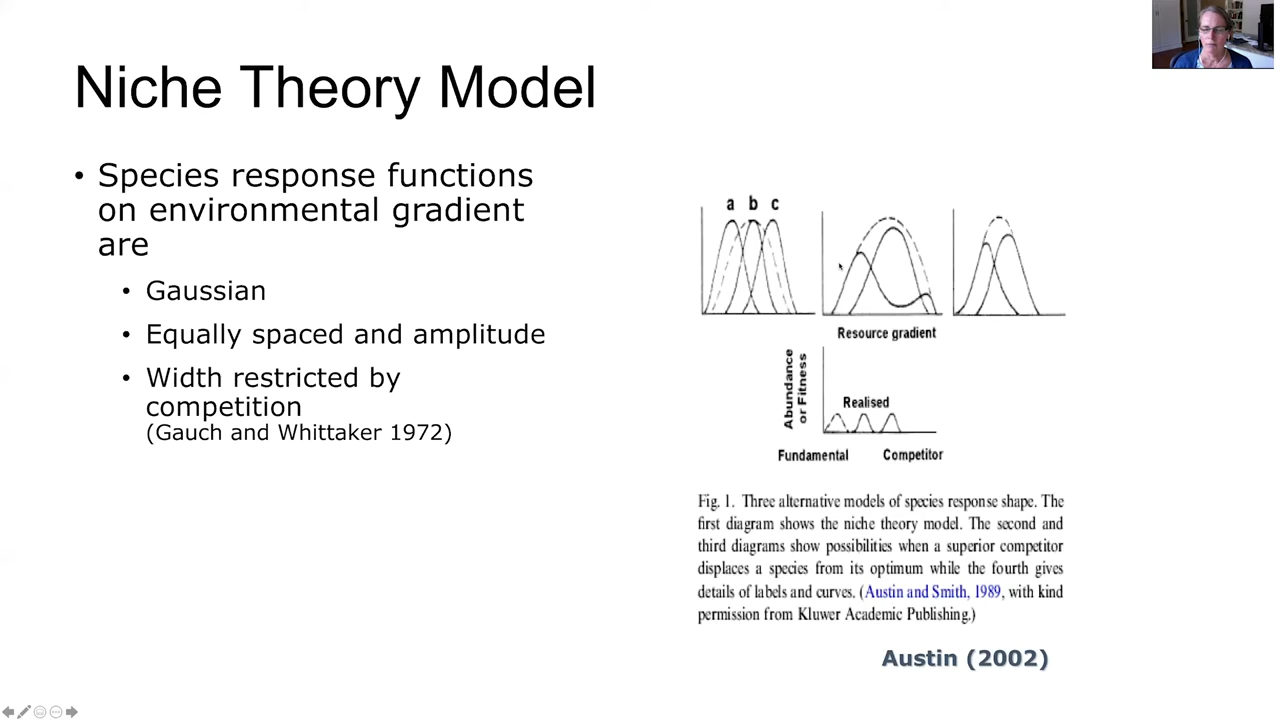 Niche Theory Model
• Species response functions
on environmental gradient
are
• Gaussian
• Equally spaced and amplitude
• Width restricted by
competition
(Gauch and Whittaker 1972)
a b c
Resource gradient
Abundance
or Fitness
Realised
Fundamental Competitor
Fig. 1. Three alternative models of species response shape. The
first diagram shows the niche theory model. The second and
third diagrams show possibilities when a superior competitor
displaces a species from its optimum while the fourth gives
details of labels and curves. (Austin and Smith, 1989, with kind
permission from Kluwer Academic Publishing.)
Austin (2002)